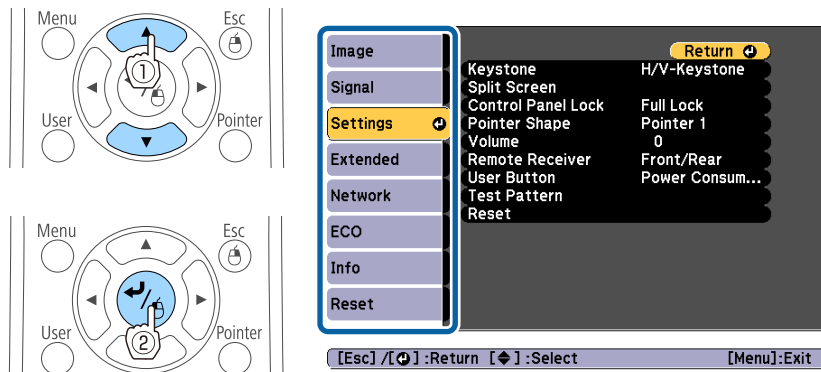 Menu Esc
①
User Pointer
Menu Esc
②
User Pointer
Image
Signal
Settings
Extended
Network
ECO
Info
Reset
Return
Keystone H/V-Keystone
Split Screen
Control Panel Lock Full Lock
Pointer Shape Pointer 1
Volume 0
Remote Receiver Front/Rear
User Button Power Consum...
Test Pattern
Reset
[Esc] /[⏎] :Return [◆] :Select [Menu]:Exit